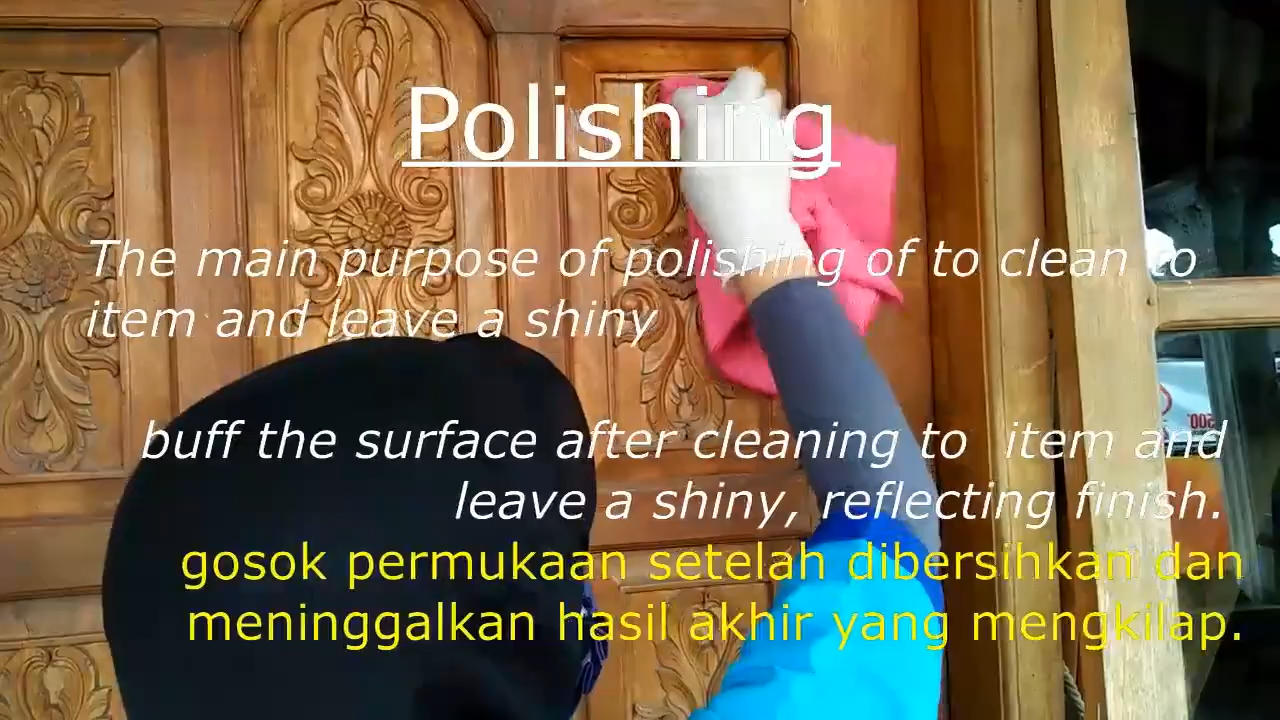 Polishing
The main purpose of polishing of to clean to
item and leave a shiny
buff the surface after cleaning to item and
leave a shiny, reflecting finish.
gosok permukaan setelah dibersihkan dan
meninggalkan hasil akhir yang mengkilap.